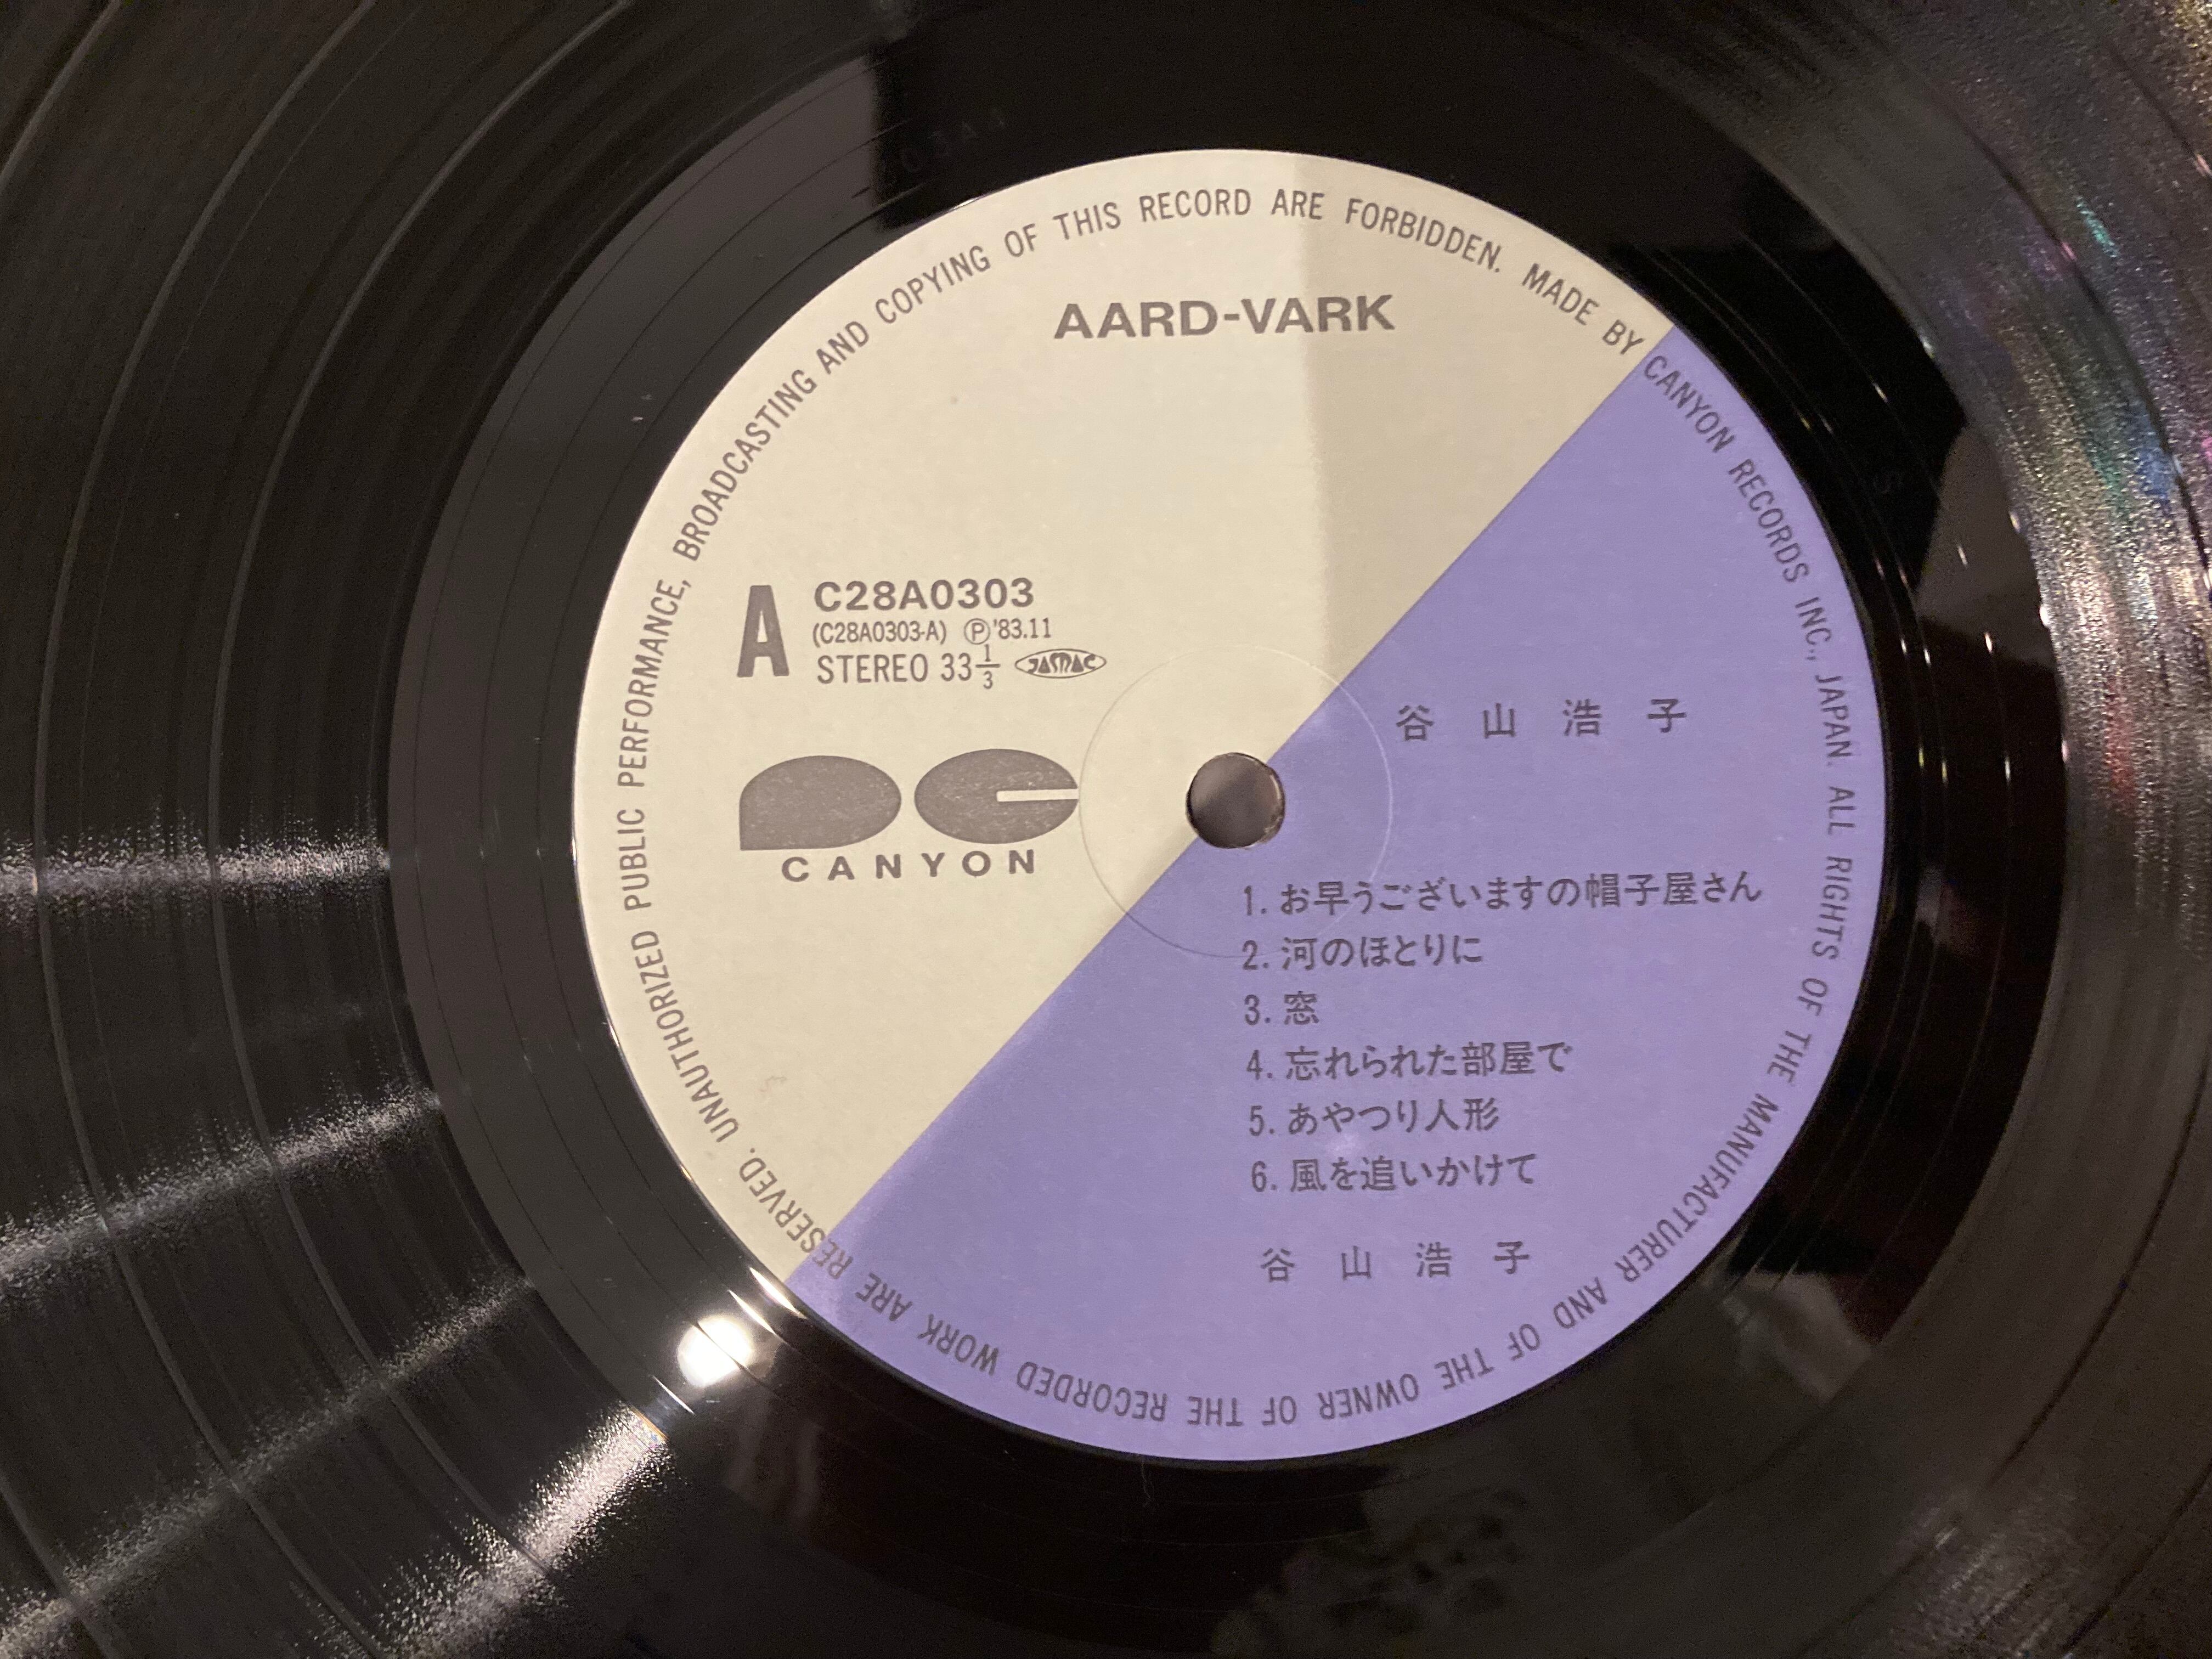 UNAUTHORIZED PUBLIC PERFORMANCE, BROADCASTING AND COPYING OF THIS RECORD ARE FORBIDDEN. MADE BY CANYON RECORDS INC., JAPAN. ALL RIGHTS OF THE MANUFACTURER AND OF THE OWNER OF THE RECORDED WORK ARE RESERVED.
AARD-VARK
A
C28A0303
(C28A0303-A) Ⓟ'83.11
STEREO 33 1/3 JASRAC
CANYON
谷山浩子
1. お早うございますの帽子屋さん
2. 河のほとりに
3. 窓
4. 忘れられた部屋で
5. あやつり人形
6. 風を追いかけて
谷山浩子